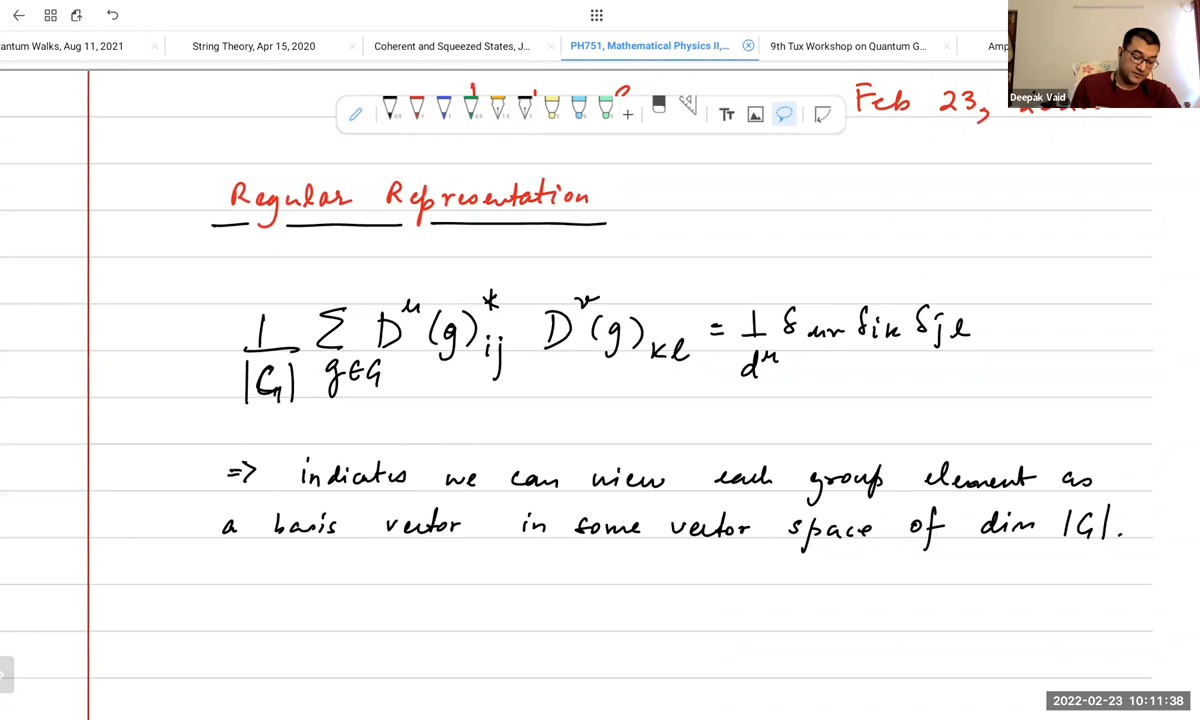 antum Walks, Aug 11, 2021
String Theory, Apr 15, 2020
Coherent and Squeezed States, J...
PH751, Mathematical Physics II,...
9th Tux Workshop on Quantum G...
Amp
Deepak Vaid
Tt
Feb 23,
Regular Representation
1/|G| Σ_{g∈G} D^μ(g)*_{ij} D^ν(g)_{kl} = 1/d^μ δ_{μν} δ_{ik} δ_{jl}
=> indicates we can view each group element as
a basis vector in some vector space of dim |G|.
2022-02-23 10:11:38